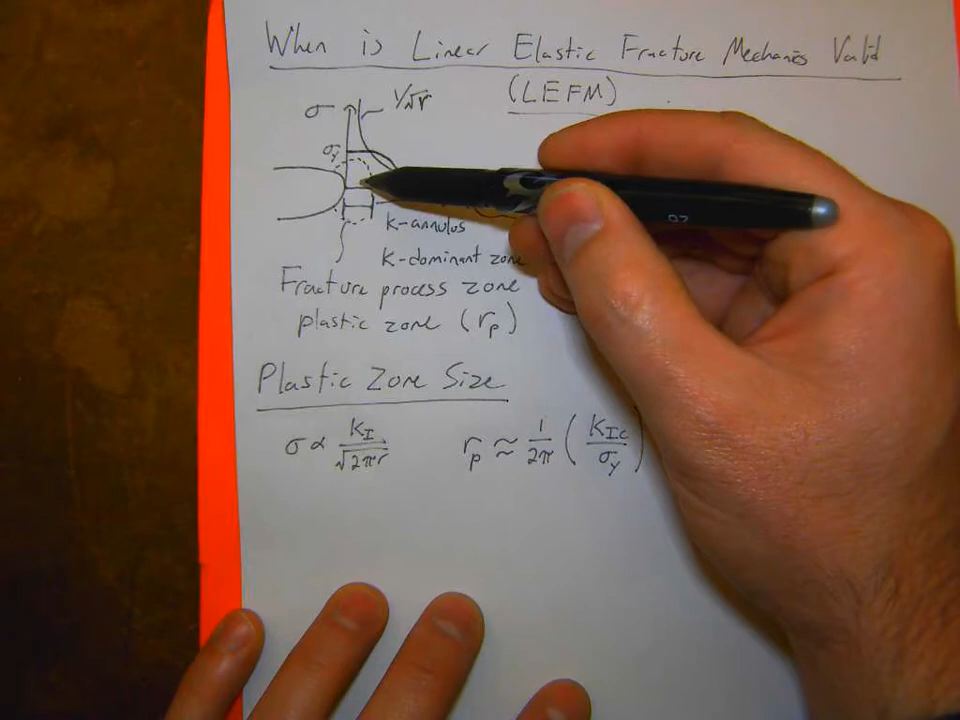 When is Linear Elastic Fracture Mechanics Valid
(LEFM)
σ 1/√r
σy
K-annulus
K-dominant zone
Fracture process zone
plastic zone (rp)
Plastic Zone Size
σ ∝ KI/√2πr rp ≈ 1/2π (KIc/σy)
07